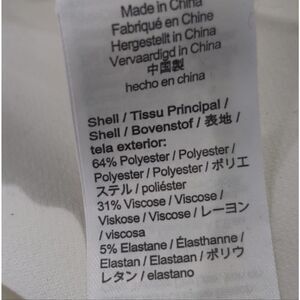 Made in China
Fabriqué en Chine
Hergestellt in China
Vervaardigd in China
中国製
hecho en china
Shell / Tissu Principal /
Shell / Bovenstof / 表地 /
tela exterior:
64% Polyester / Polyester /
Polyester / Polyester / ポリエ
ステル / poliéster
31% Viscose / Viscose /
Viskose / Viscose / レーヨン
/ viscosa
5% Elastane / Élasthanne /
Elastan / Elastaan / ポリウ
レタン / elastano